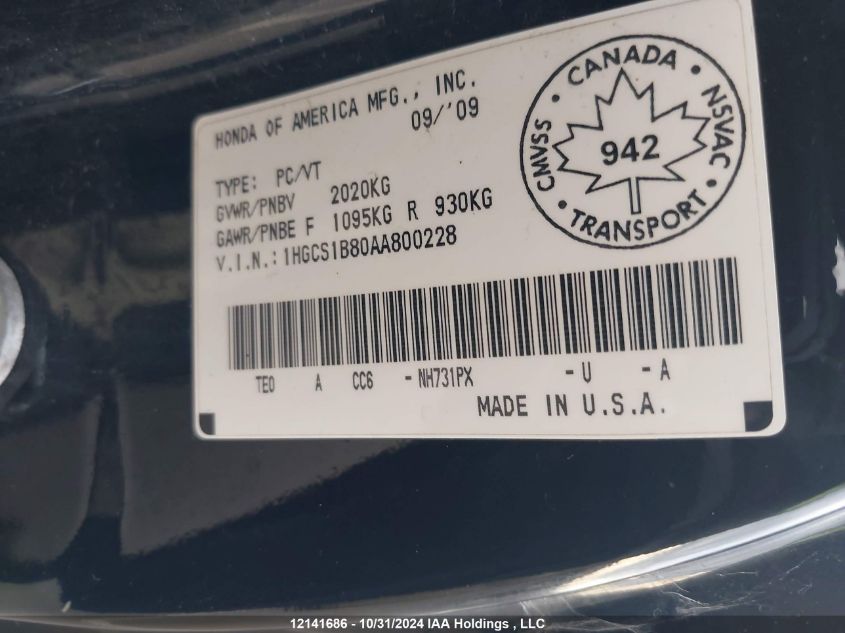 HONDA OF AMERICA MFG., INC.
09/'09
TYPE: PC/VT
GVWR/PNBV 2020KG
GAWR/PNBE F 1095KG R 930KG
V.I.N.: 1HGCS1B80AA800228
CANADA
CMVSS 942 NSVAC
TRANSPORT
TE0 A CC6 - NH731PX - U - A
MADE IN U.S.A.
12141686 - 10/31/2024 IAA Holdings , LLC